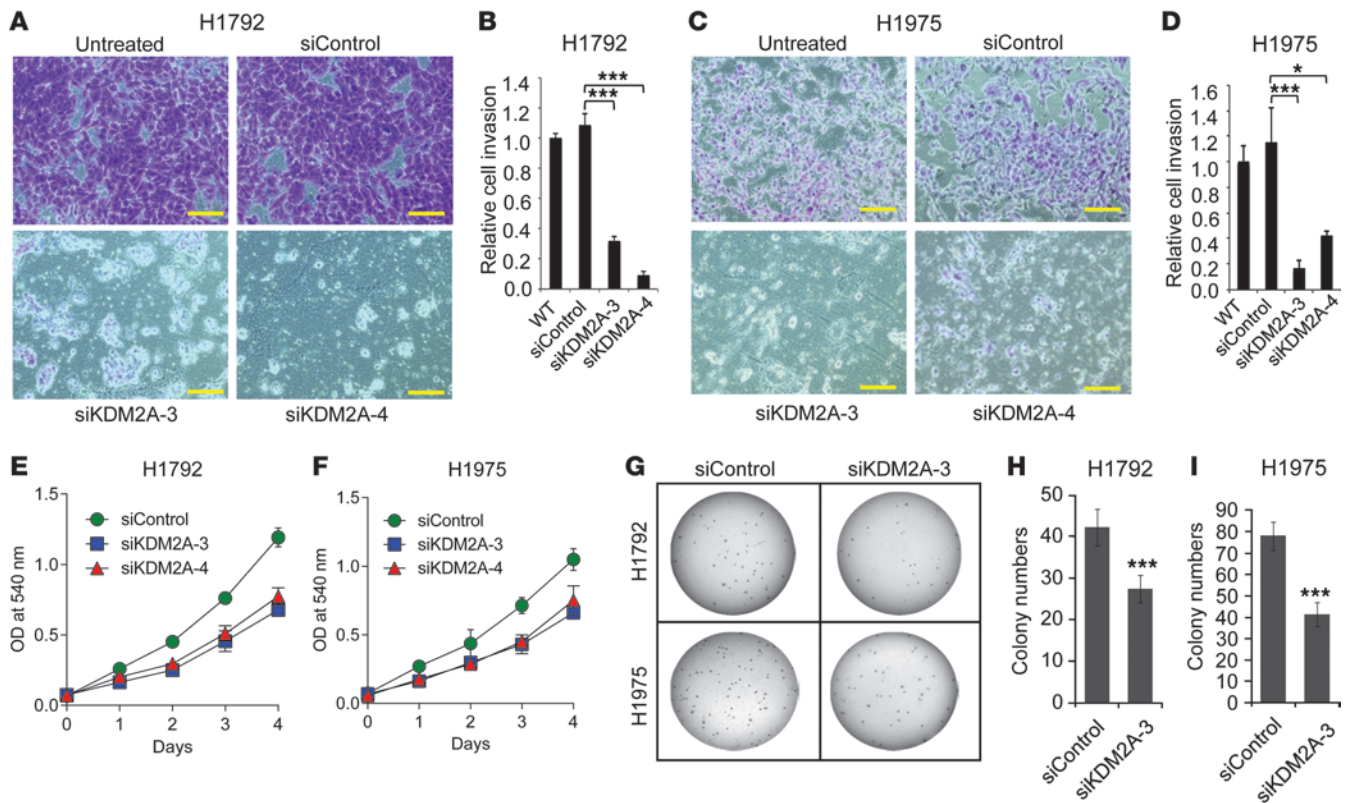 A
H1792
Untreated
siControl
siKDM2A-3
siKDM2A-4
B
H1792
Relative cell invasion
1.4
1.2
1.0
0.8
0.6
0.4
0.2
0.0
***
***
WT
siControl
siKDM2A-3
siKDM2A-4
C
H1975
Untreated
siControl
siKDM2A-3
siKDM2A-4
D
H1975
Relative cell invasion
1.6
1.4
1.2
1.0
0.8
0.6
0.4
0.2
0.0
*
***
WT
siControl
siKDM2A-3
siKDM2A-4
E
H1792
OD at 540 nm
1.5
1.0
0.5
0.0
siControl
siKDM2A-3
siKDM2A-4
0 1 2 3 4
Days
F
H1975
OD at 540 nm
1.5
1.0
0.5
0.0
siControl
siKDM2A-3
siKDM2A-4
0 1 2 3 4
Days
G
siControl
siKDM2A-3
H1792
H1975
H
H1792
Colony numbers
50
40
30
20
10
0
***
siControl
siKDM2A-3
I
H1975
Colony numbers
90
80
70
60
50
40
30
20
10
0
***
siControl
siKDM2A-3